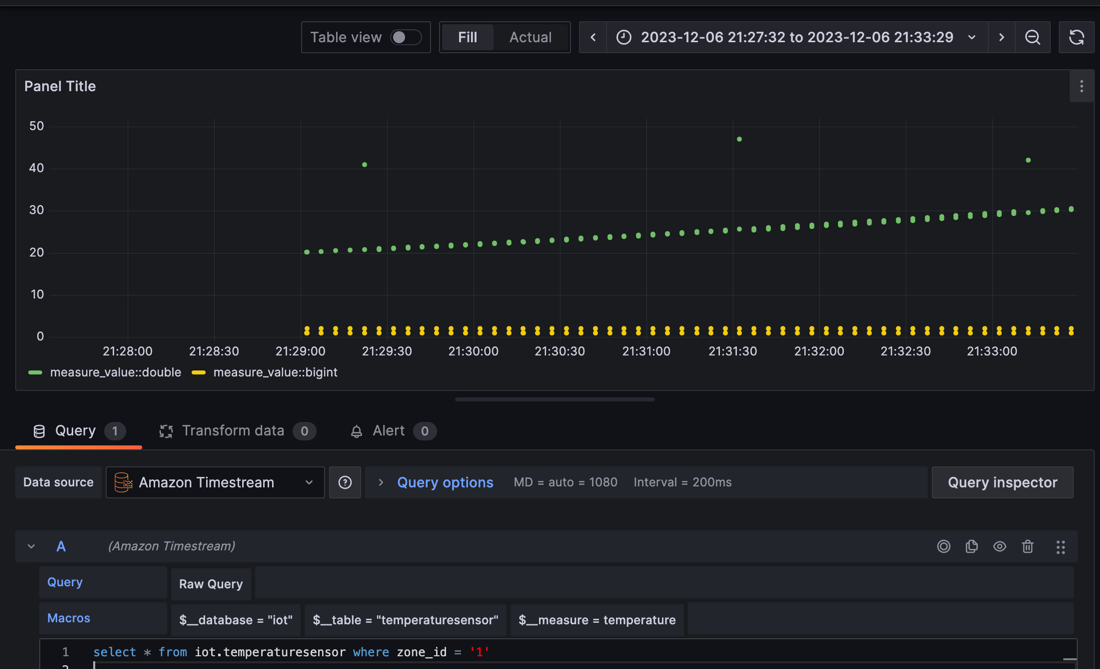 Table view Fill Actual 2023-12-06 21:27:32 to 2023-12-06 21:33:29
Panel Title
50
40
30
20
10
0
21:28:00 21:28:30 21:29:00 21:29:30 21:30:00 21:30:30 21:31:00 21:31:30 21:32:00 21:32:30 21:33:00
measure_value::double measure_value::bigint
Query 1 Transform data 0 Alert 0
Data source Amazon Timestream Query options MD = auto = 1080 Interval = 200ms Query inspector
A (Amazon Timestream)
Query Raw Query
Macros $__database = "iot" $__table = "temperaturesensor" $__measure = temperature
1 select * from iot.temperaturesensor where zone_id = '1'
2